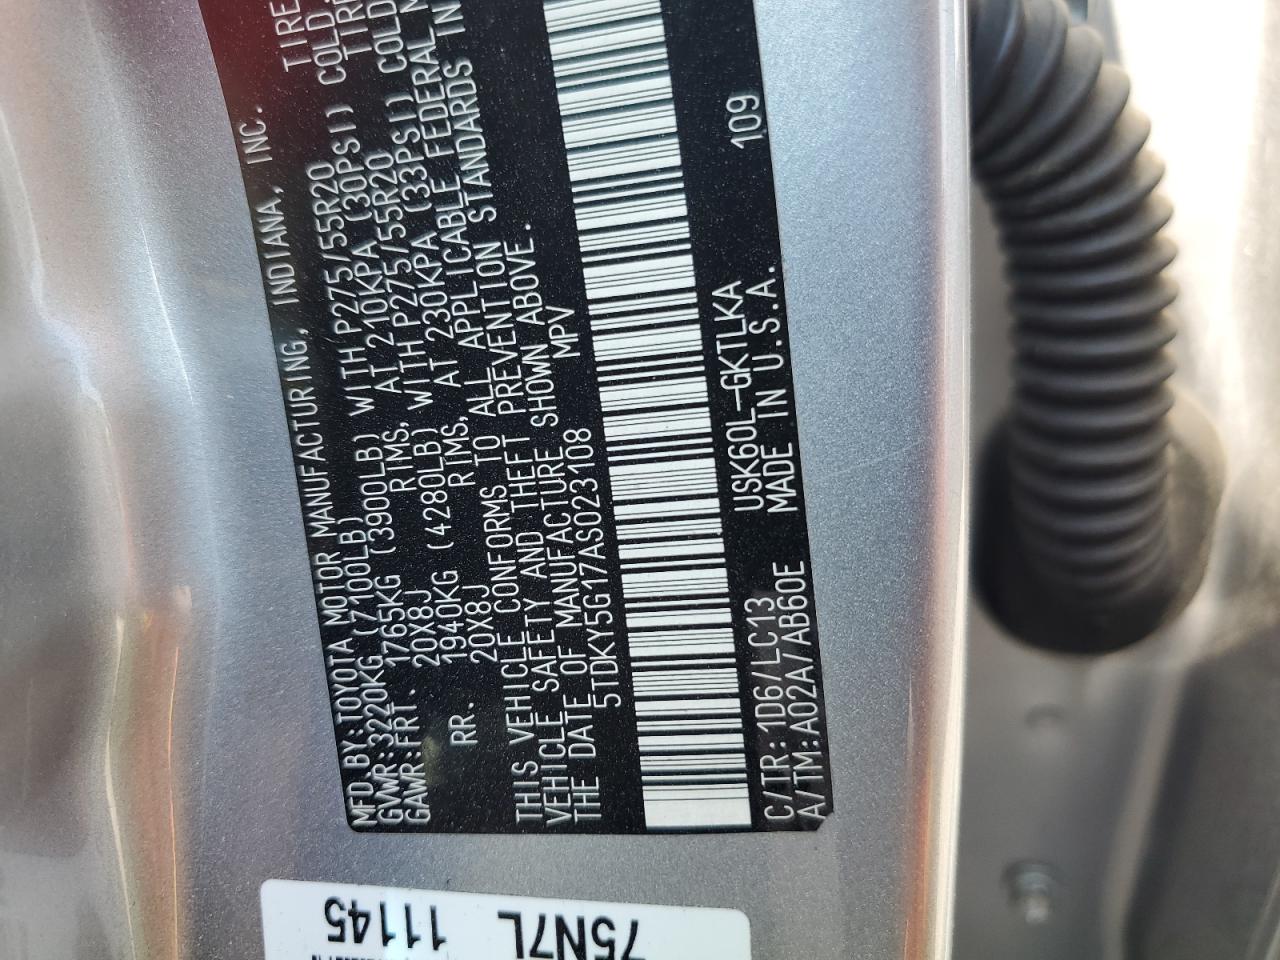 MFD.BY:TOYOTA MOTOR MANUFACTURING, INDIANA, INC.
GVWR:3220KG(7100LB) TIRE
GAWR:FRT. 1765KG (3900LB) WITH P275/55R20
20X8J RIMS, AT 210KPA (30PSI) COLD
TIRE
RR. 1940KG (4280LB) WITH P275/55R20
20X8J RIMS, AT 230KPA (33PSI) COLD
THIS VEHICLE CONFORMS TO ALL APPLICABLE FEDERAL
VEHICLE SAFETY AND THEFT PREVENTION STANDARDS IN
THE DATE OF MANUFACTURE SHOWN ABOVE.
5TDKY5G17AS023108 MPV
USK60L-GKTLKA 109
C/TR:1D6/LC13 MADE IN U.S.A.
A/TM:A02A/AB60E
75N7L
11145